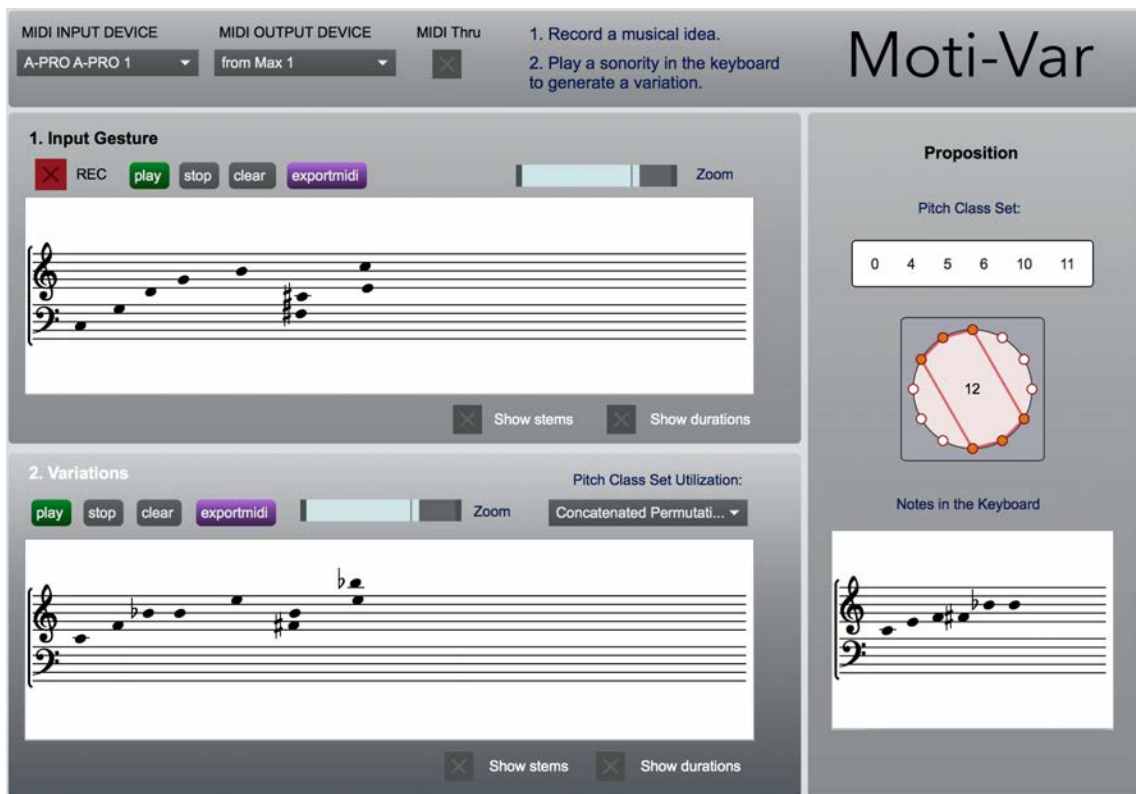 MIDI INPUT DEVICE
MIDI OUTPUT DEVICE
MIDI Thru
A-PRO A-PRO 1
from Max 1
1. Record a musical idea.
2. Play a sonority in the keyboard
to generate a variation.
Moti-Var
1. Input Gesture
REC
play
stop
clear
exportmidi
Zoom
Show stems
Show durations
2. Variations
Pitch Class Set Utilization:
play
stop
clear
exportmidi
Zoom
Concatenated Permutati...
Show stems
Show durations
Proposition
Pitch Class Set:
0 4 5 6 10 11
12
Notes in the Keyboard